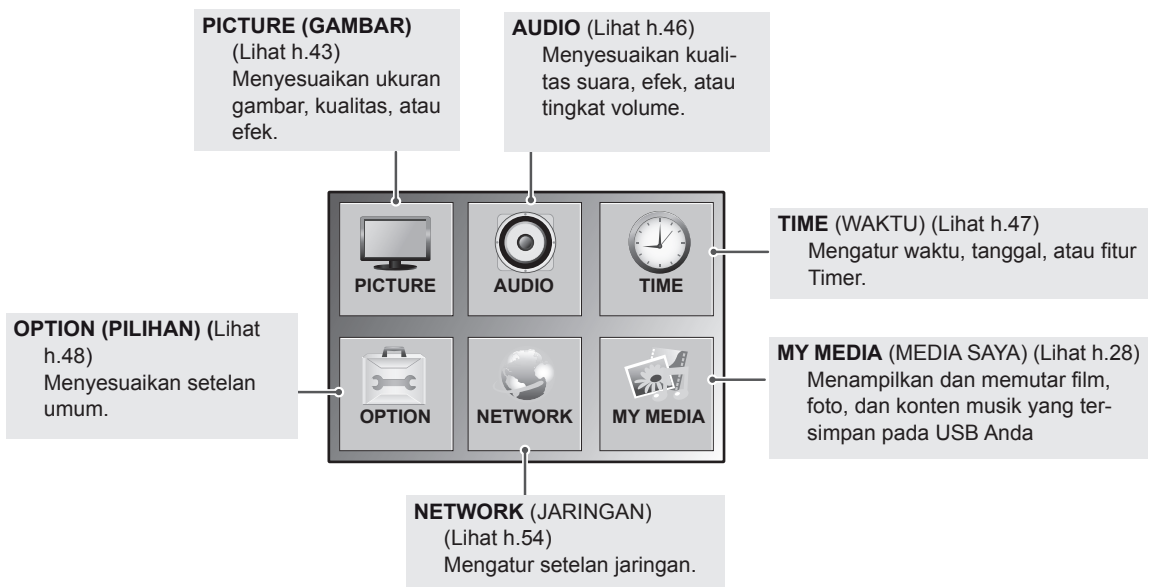 PICTURE (GAMBAR)
(Lihat h.43)
Menyesuaikan ukuran
gambar, kualitas, atau
efek.
AUDIO (Lihat h.46)
Menyesuaikan kuali-
tas suara, efek, atau
tingkat volume.
PICTURE
AUDIO
TIME
TIME (WAKTU) (Lihat h.47)
Mengatur waktu, tanggal, atau fitur
Timer.
OPTION (PILIHAN) (Lihat
h.48)
Menyesuaikan setelan
umum.
OPTION
NETWORK
MY MEDIA
MY MEDIA (MEDIA SAYA) (Lihat h.28)
Menampilkan dan memutar film,
foto, dan konten musik yang ter-
simpan pada USB Anda
NETWORK (JARINGAN)
(Lihat h.54)
Mengatur setelan jaringan.